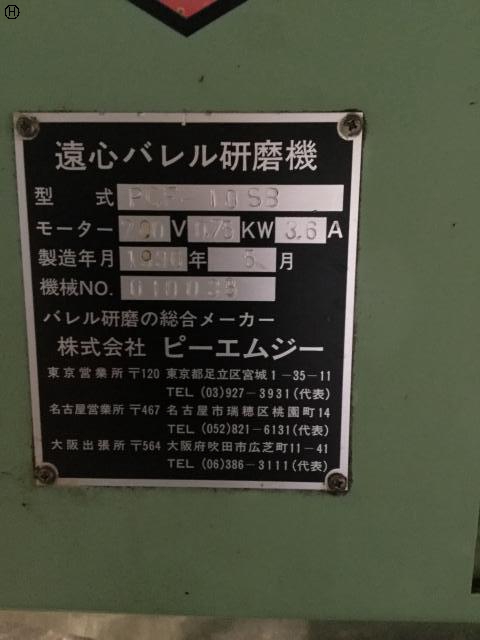 H
遠心バレル研磨機
型 式 PCF-10SB
モーター 200 V 0.75 KW 3.6 A
製造年月 1990 年 5 月
機械NO.
バレル研磨の総合メーカー
株式会社 ピーエムジー
東京営業所〒120 東京都足立区宮城1-35-11
TEL (03)927-3931(代表)
名古屋営業所〒467 名古屋市瑞穂区桃園町14
TEL (052)821-6131(代表)
大阪出張所〒564 大阪府吹田市広芝町11-41
TEL (06)386-3111(代表)